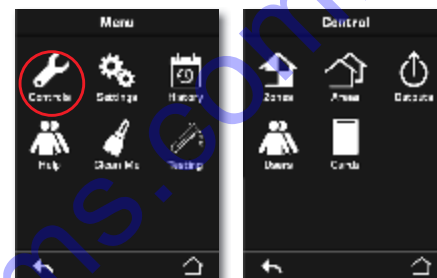 Menu
Controls Settings History
Help Clean Me Testing
Control
Zones Areas Outputs
Users Cards